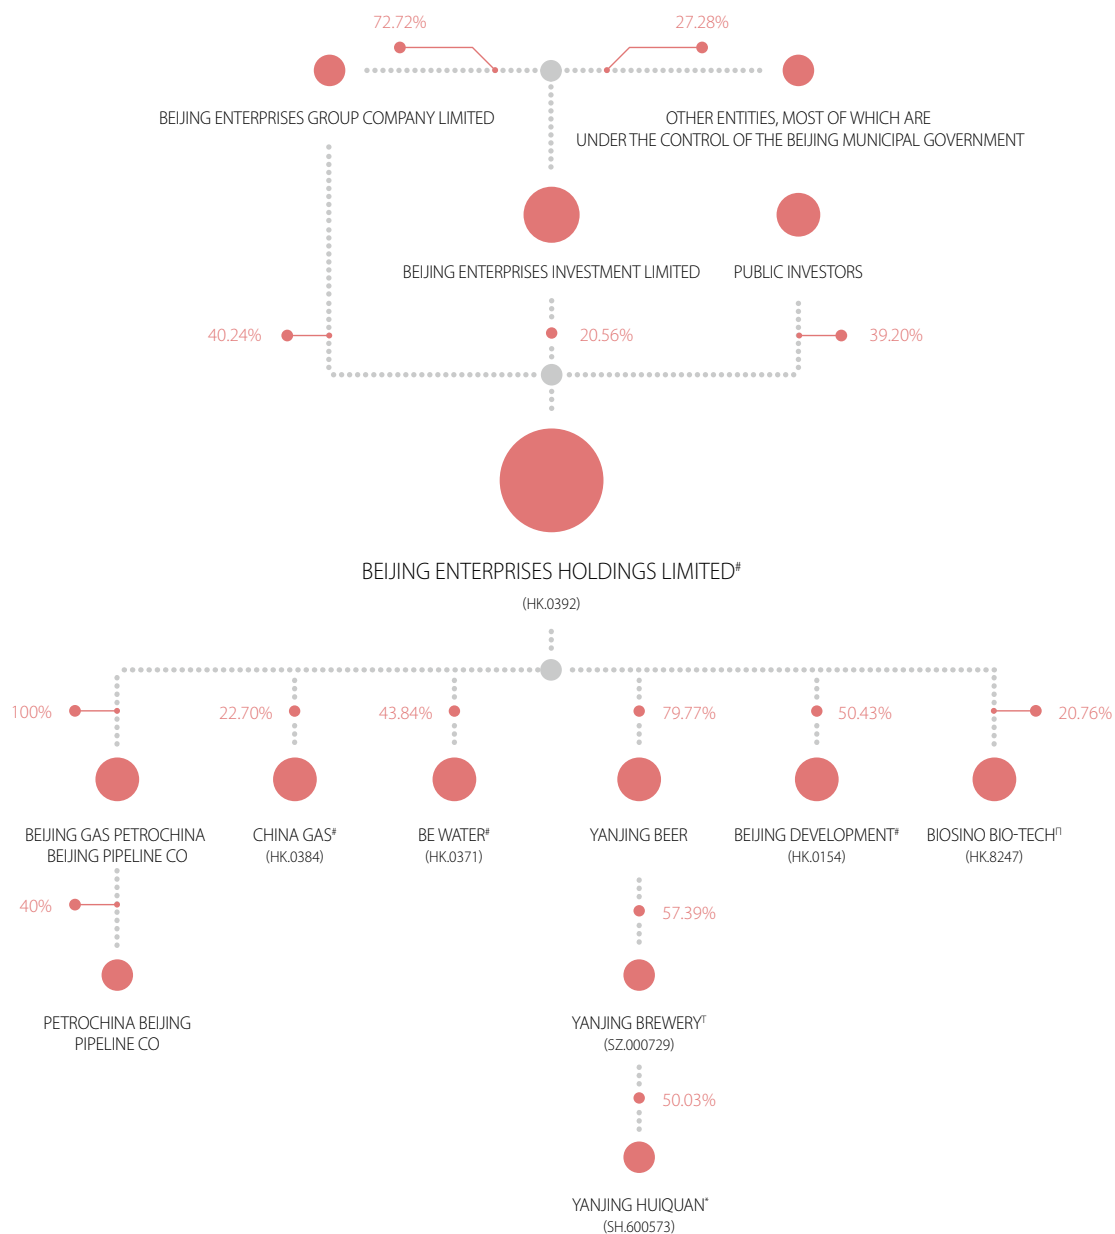 72.72%
27.28%
BEIJING ENTERPRISES GROUP COMPANY LIMITED
OTHER ENTITIES, MOST OF WHICH ARE
UNDER THE CONTROL OF THE BEIJING MUNICIPAL GOVERNMENT
BEIJING ENTERPRISES INVESTMENT LIMITED
PUBLIC INVESTORS
40.24%
20.56%
39.20%
BEIJING ENTERPRISES HOLDINGS LIMITED#
(HK.0392)
100%
22.70%
43.84%
79.77%
50.43%
20.76%
BEIJING GAS PETROCHINA
BEIJING PIPELINE CO
CHINA GAS#
(HK.0384)
BE WATER#
(HK.0371)
YANJING BEER
BEIJING DEVELOPMENT#
(HK.0154)
BIOSINO BIO-TECHΠ
(HK.8247)
40%
57.39%
PETROCHINA BEIJING
PIPELINE CO
YANJING BREWERYT
(SZ.000729)
50.03%
YANJING HUIQUAN*
(SH.600573)